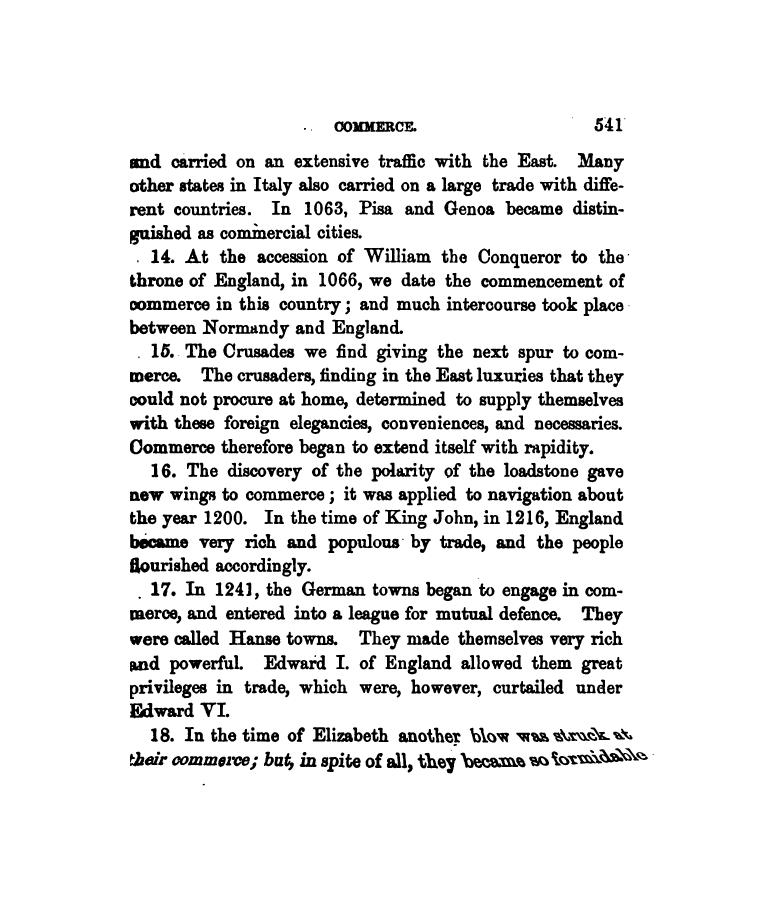 COMMERCE. 541
and carried on an extensive traffic with the East. Many
other states in Italy also carried on a large trade with diffe-
rent countries. In 1063, Pisa and Genoa became distin-
guished as commercial cities.
14. At the accession of William the Conqueror to the
throne of England, in 1066, we date the commencement of
commerce in this country; and much intercourse took place
between Normandy and England.
15. The Crusades we find giving the next spur to com-
merce. The crusaders, finding in the East luxuries that they
could not procure at home, determined to supply themselves
with these foreign elegancies, conveniences, and necessaries.
Commerce therefore began to extend itself with rapidity.
16. The discovery of the polarity of the loadstone gave
new wings to commerce; it was applied to navigation about
the year 1200. In the time of King John, in 1216, England
became very rich and populous by trade, and the people
flourished accordingly.
17. In 1241, the German towns began to engage in com-
merce, and entered into a league for mutual defence. They
were called Hanse towns. They made themselves very rich
and powerful. Edward I. of England allowed them great
privileges in trade, which were, however, curtailed under
Edward VI.
18. In the time of Elizabeth another blow was struck at
their commerce; but, in spite of all, they became so formidable